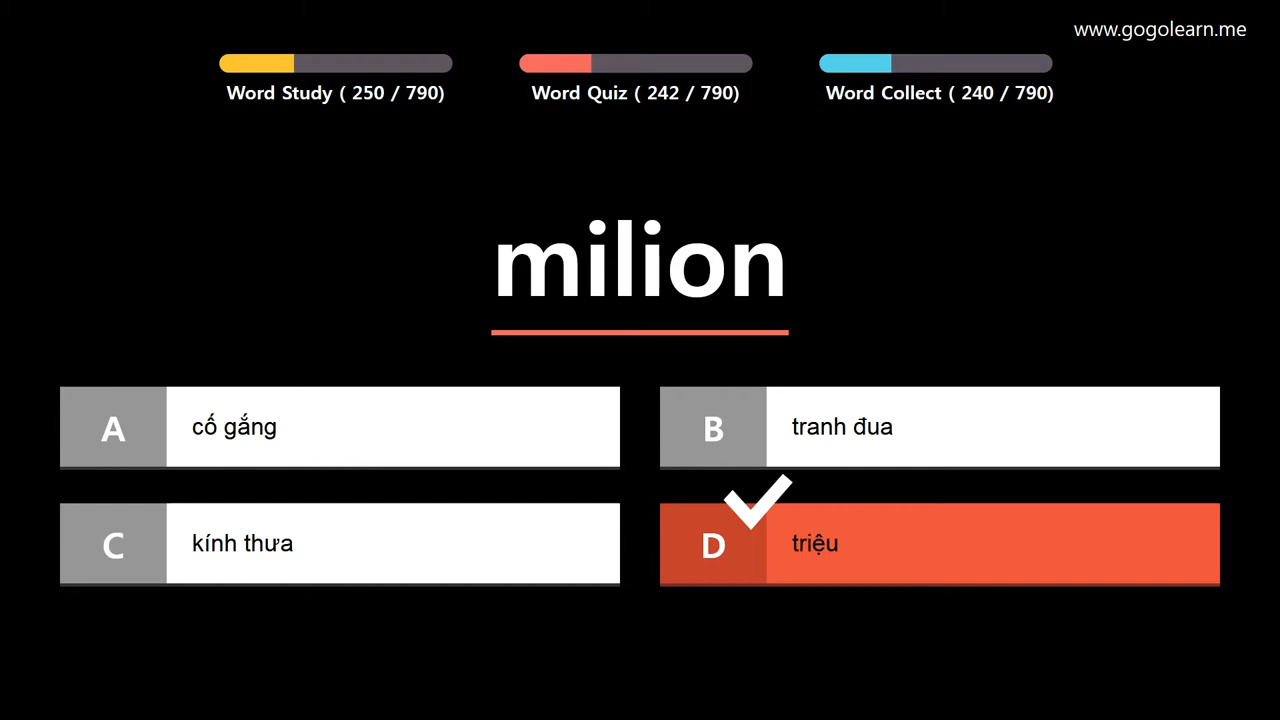 www.gogolearn.me
Word Study ( 250 / 790)
Word Quiz ( 242 / 790)
Word Collect ( 240 / 790)
milion
A cố gắng
B tranh đua
C kính thưa
D triệu